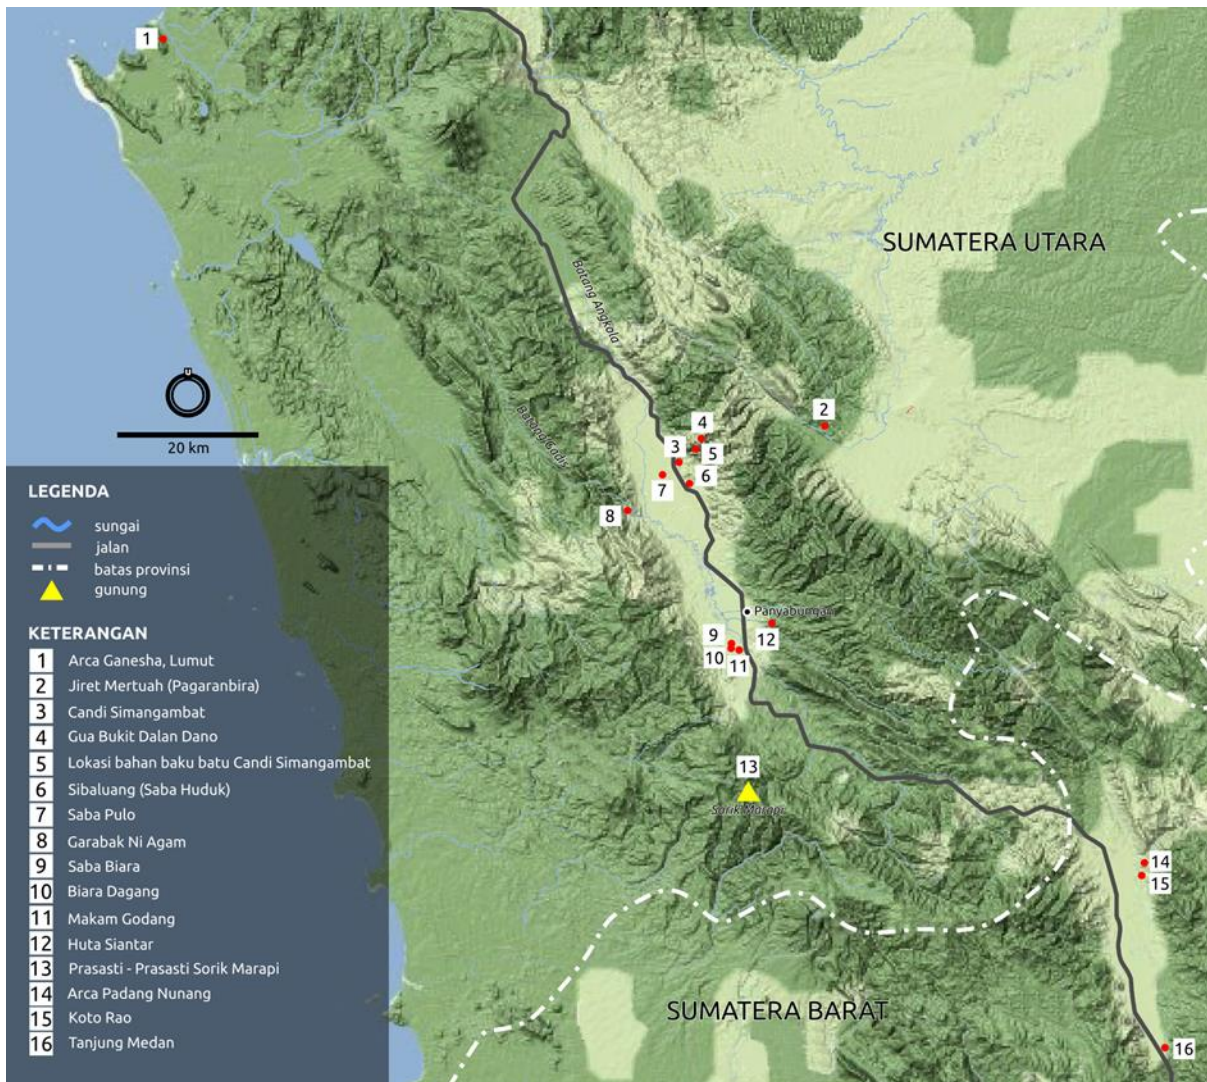 1
SUMATERA UTARA
Batang Angkola
2
4
Batang Gadis
3
5
6
7
8
U
20 km
LEGENDA
sungai
jalan
batas provinsi
gunung
Panyabungan
9
12
10
11
13
Sorik Marapi
14
15
SUMATERA BARAT
16
KETERANGAN
1 Arca Ganesha, Lumut
2 Jiret Mertuah (Pagaranbira)
3 Candi Simangambat
4 Gua Bukit Dalan Dano
5 Lokasi bahan baku batu Candi Simangambat
6 Sibaluang (Saba Huduk)
7 Saba Pulo
8 Garabak Ni Agam
9 Saba Biara
10 Biara Dagang
11 Makam Godang
12 Huta Siantar
13 Prasasti - Prasasti Sorik Marapi
14 Arca Padang Nunang
15 Koto Rao
16 Tanjung Medan